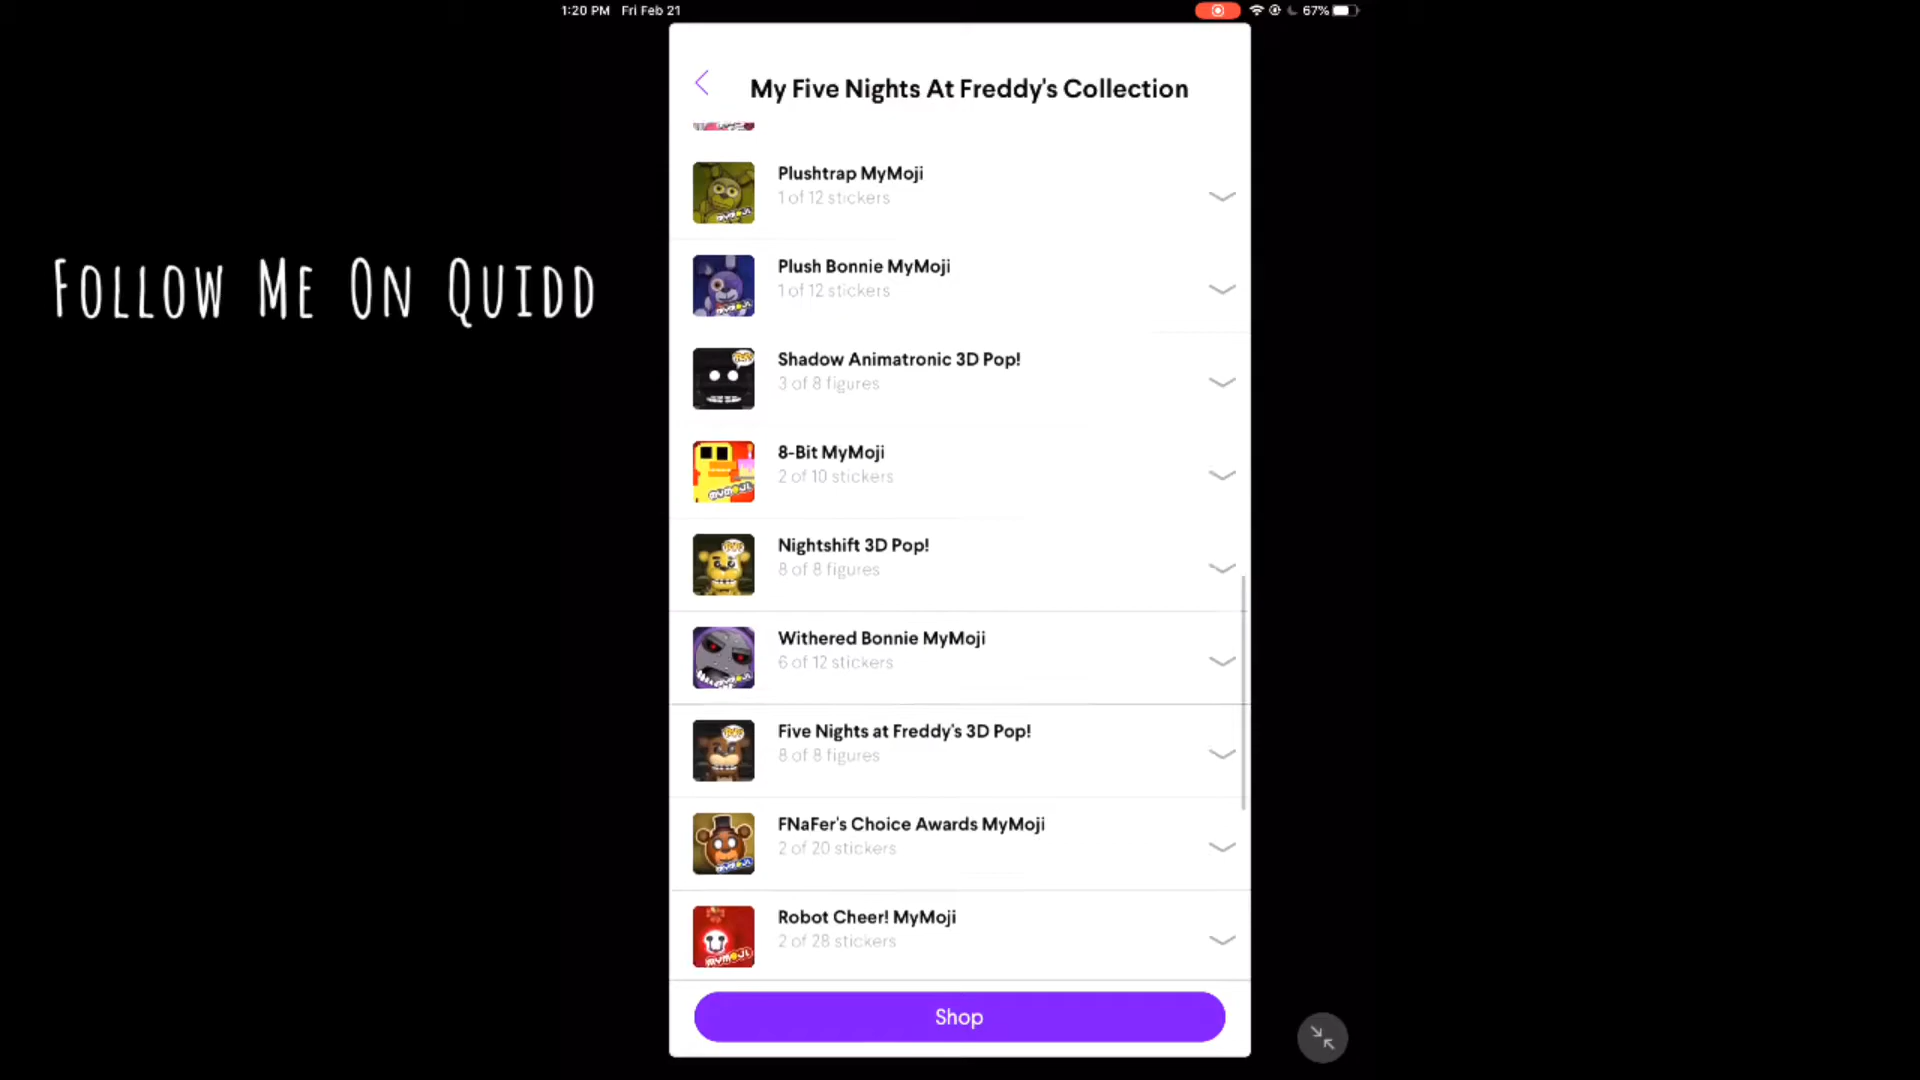 1:20 PM Fri Feb 21
67%
My Five Nights At Freddy's Collection
Follow Me On Quidd
Plushtrap MyMoji
1 of 12 stickers
Plush Bonnie MyMoji
1 of 12 stickers
Shadow Animatronic 3D Pop!
3 of 8 figures
8-Bit MyMoji
2 of 10 stickers
Nightshift 3D Pop!
8 of 8 figures
Withered Bonnie MyMoji
6 of 12 stickers
Five Nights at Freddy's 3D Pop!
8 of 8 figures
FNaFer's Choice Awards MyMoji
2 of 20 stickers
Robot Cheer! MyMoji
2 of 28 stickers
Shop